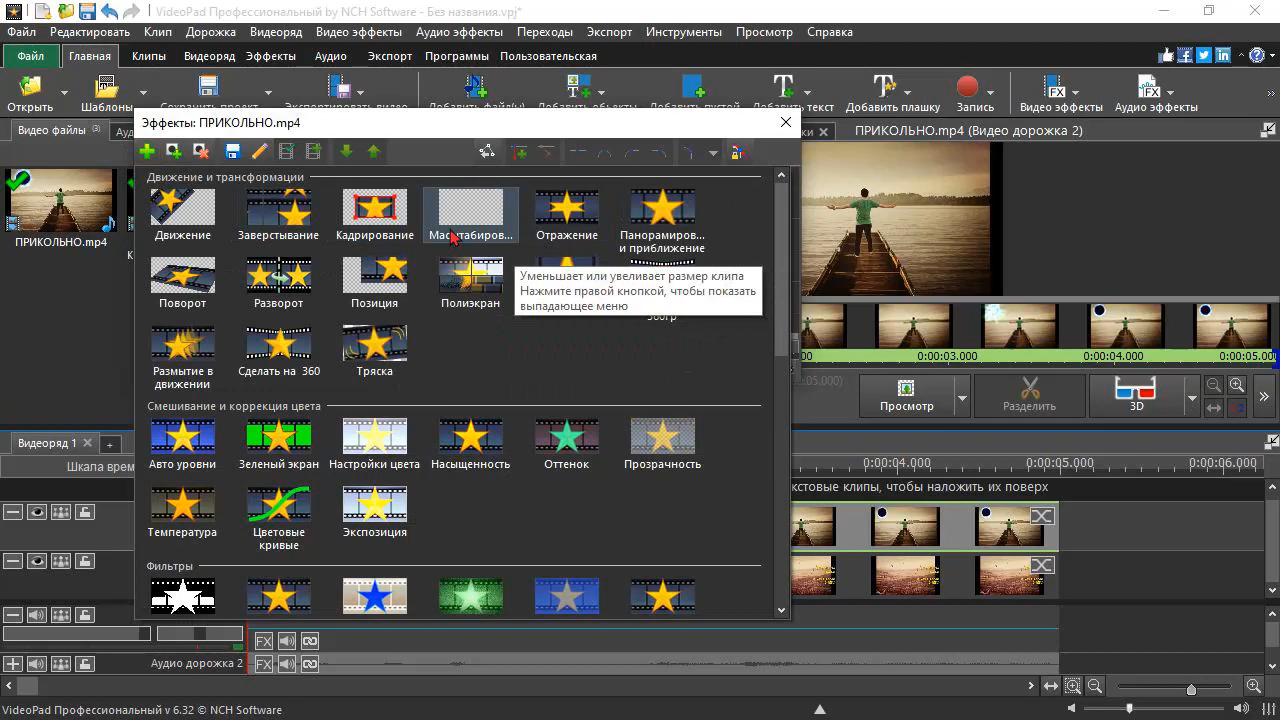 VideoPad Профессиональный by NCH Software - Без названия.vpj*
Файл Редактировать Клип Дорожка Видеоряд Видео эффекты Аудио эффекты Переходы Экспорт Инструменты Просмотр Справка
Файл Главная Клипы Видеоряд Эффекты Аудио Экспорт Программы Пользовательская
Открыть Шаблоны Добавить плашку Запись Видео эффекты Аудио эффекты
Видео файлы (3)
ПРИКОЛЬНО.mp4 (Видео дорожка 2)
Эффекты: ПРИКОЛЬНО.mp4
Движение и трансформации
Движение Заверстывание Кадрирование Масштабиров... Отражение Панорамиров... и приближение
ПРИКОЛЬНО.mp4
Поворот Разворот Позиция Полиэкран
Уменьшает или увеливает размер клипа
Нажмите правой кнопкой, чтобы показать
выпадающее меню
Размытие в движении Сделать на 360 Тряска
0:00:03.000 0:00:04.000 0:00:05.000
Просмотр Разделить 3D
Смешивание и коррекция цвета
Авто уровни Зеленый экран Настройки цвета Насыщенность Оттенок Прозрачность
Видеоряд 1
Шкала врем
0:00:04.000 0:00:05.000 0:00:06.000
кстовые клипы, чтобы наложить их поверх
Температура Цветовые кривые Экспозиция
Фильтры
FX
FX
Аудио дорожка 2
VideoPad Профессиональный v 6.32 © NCH Software